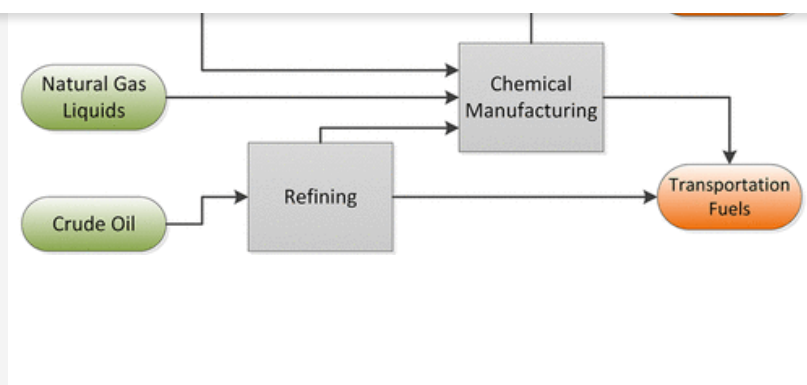 Natural Gas
Liquids
Chemical
Manufacturing
Refining
Transportation
Fuels
Crude Oil